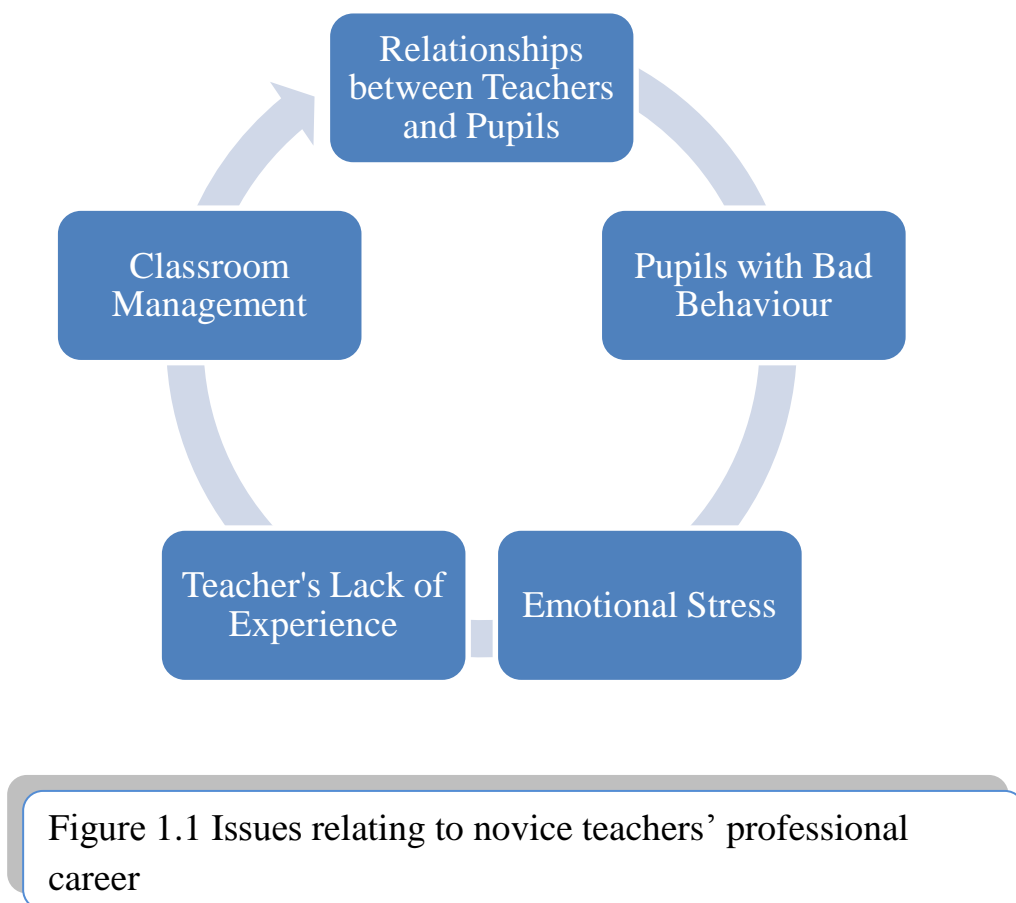 Relationships
between Teachers
and Pupils
Pupils with Bad
Behaviour
Emotional Stress
Teacher's Lack of
Experience
Classroom
Management
Figure 1.1 Issues relating to novice teachers’ professional
career